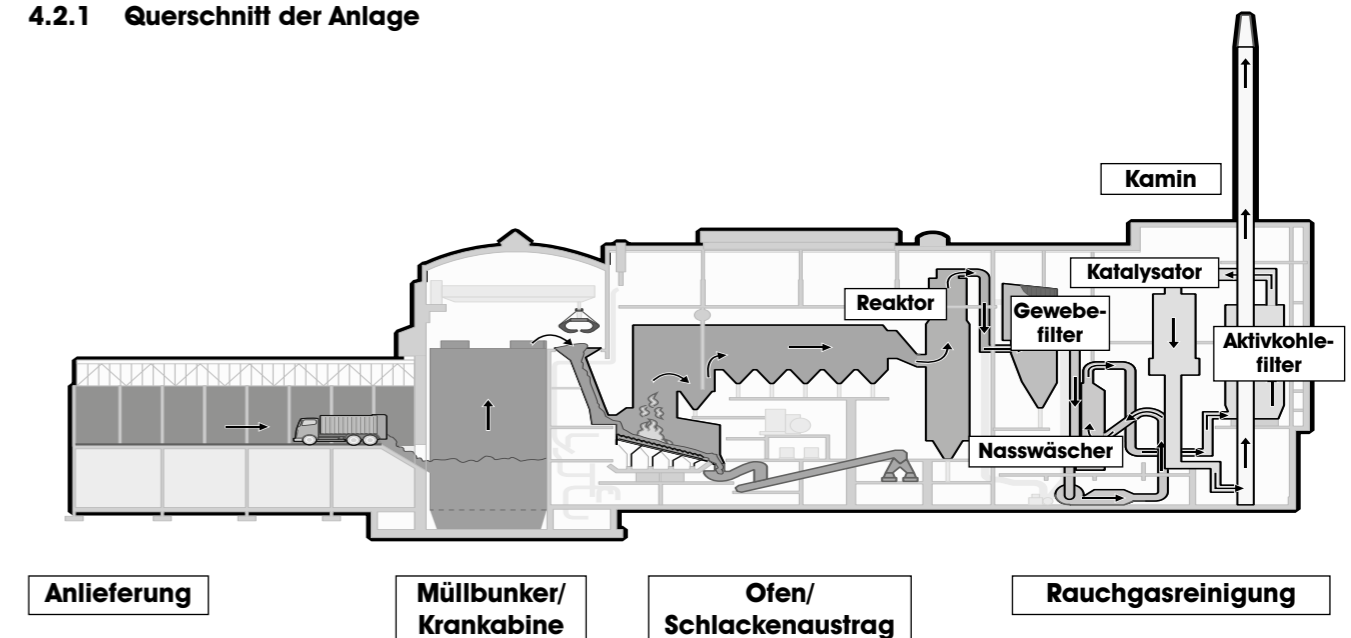 4.2.1 Querschnitt der Anlage
Kamin
Katalysator
Reaktor
Gewebe-
filter
Aktivkohle-
filter
Nasswäscher
Anlieferung
Müllbunker/
Krankabine
Ofen/
Schlackenaustrag
Rauchgasreinigung